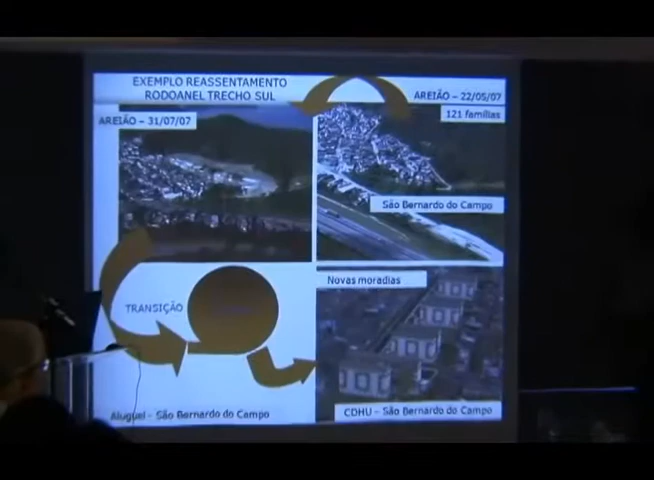 EXEMPLO REASSENTAMENTO
RODOANEL TRECHO SUL
AREIÃO – 22/05/07
121 famílias
AREIÃO – 31/07/07
São Bernardo do Campo
Novas moradias
TRANSIÇÃO
CDHU – São Bernardo do Campo
Aluguel – São Bernardo do Campo